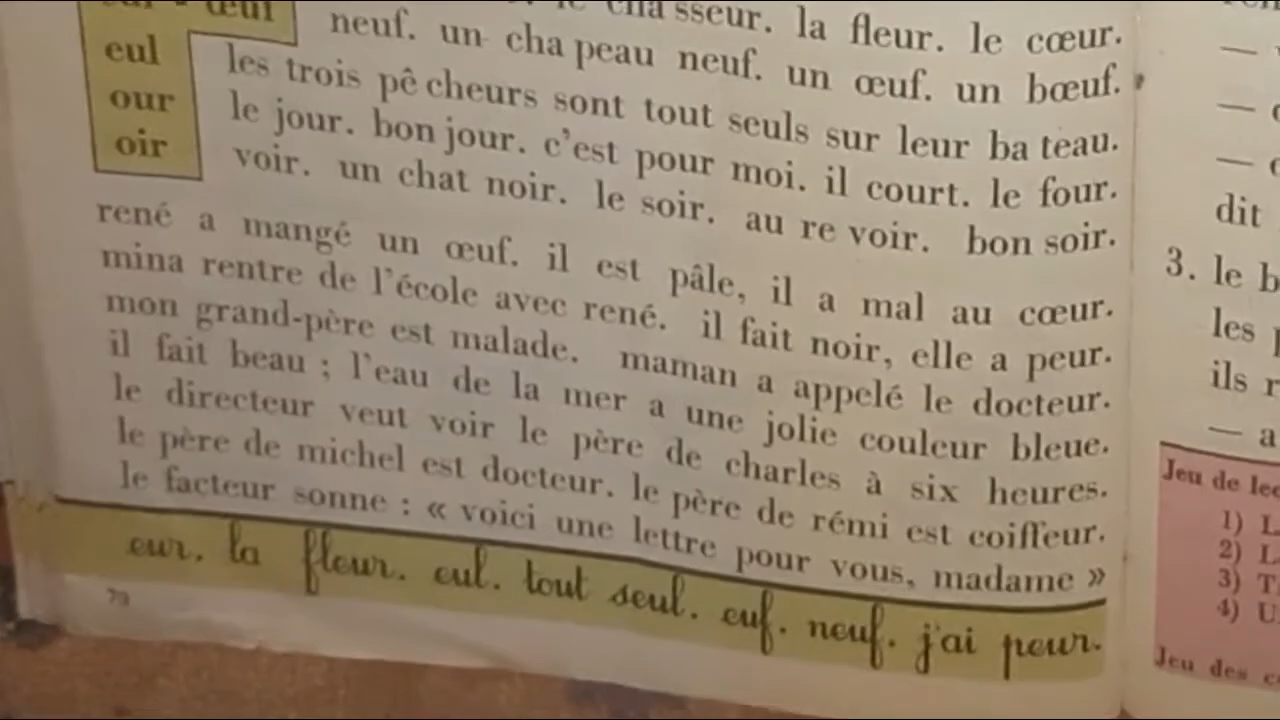 œuf
chasseur. la fleur. le cœur.
neuf. un cha peau neuf. un œuf. un bœuf.
eul
les trois pê cheurs sont tout seuls sur leur ba teau.
our
le jour. bon jour. c'est pour moi. il court. le four.
oir
voir. un chat noir. le soir. au re voir. bon soir.
rené a mangé un œuf. il est pâle, il a mal au cœur.
mina rentre de l'école avec rené. il fait noir, elle a peur.
mon grand-père est malade. maman a appelé le docteur.
il fait beau ; l'eau de la mer a une jolie couleur bleue.
le directeur veut voir le père de charles à six heures.
le père de michel est docteur. le père de rémi est coiffeur.
le facteur sonne : « voici une lettre pour vous, madame »
eur. la fleur. eul. tout seul. euf. neuf. j'ai peur.
dit
3. le
les
ils
— a
Jeu de
1)
2)
3)
4)
Jeu des